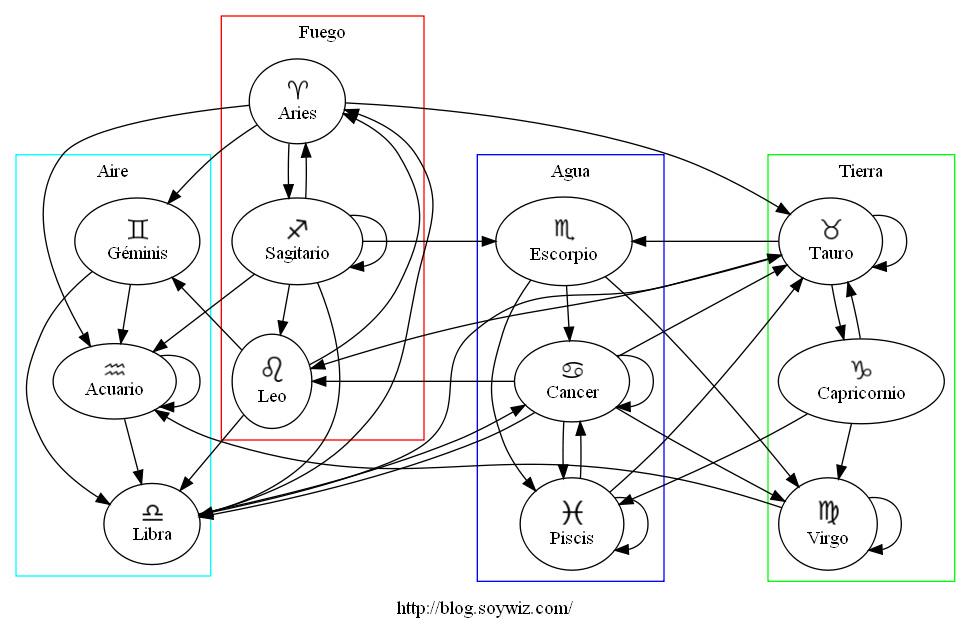 Fuego
♈
Aries
Aire
Agua
Tierra
♊
Géminis
♐
Sagitario
♏
Escorpio
♉
Tauro
♒
Acuario
♌
Leo
♋
Cancer
♑
Capricornio
♎
Libra
♓
Piscis
♍
Virgo
http://blog.soywiz.com/